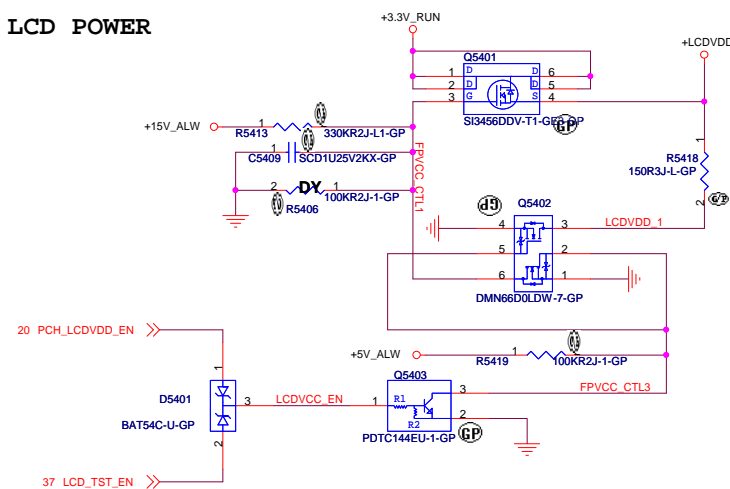 LCD POWER
+3.3V_RUN
+LCDVDD
Q5401
1 D D 6
2 D D 5
3 G S 4
SI3456DDV-T1-GE3-GP
GP
+15V_ALW
1
R5413
330KR2J-L1-GP
C5409
1
SCD1U25V2KX-GP
2
DY
1
100KR2J-1-GP
R5406
FPVCC_CTL1
1
R5418
150R3J-L-GP
2
GP
Q5402
4
3
LCDVDD_1
5
2
6
1
DMN66D0LDW-7-GP
20 PCH_LCDVDD_EN
+5V_ALW
R5419
1
100KR2J-1-GP
Q5403
FPVCC_CTL3
1
D5401
3
LCDVCC_EN
1
R1
R2
3
2
BAT54C-U-GP
PDTC144EU-1-GP
GP
2
37 LCD_TST_EN